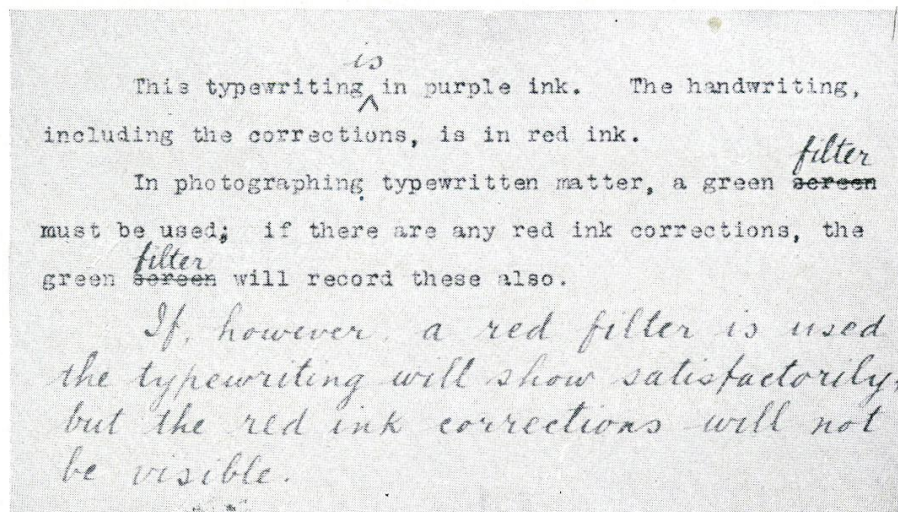 This typewriting is in purple ink. The handwriting,
including the corrections, is in red ink.
In photographing typewritten matter, a green screen filter
must be used; if there are any red ink corrections, the
green screen filter will record these also.
If, however a red filter is used
the typewriting will show satisfactorily,
but the red ink corrections will not
be visible.